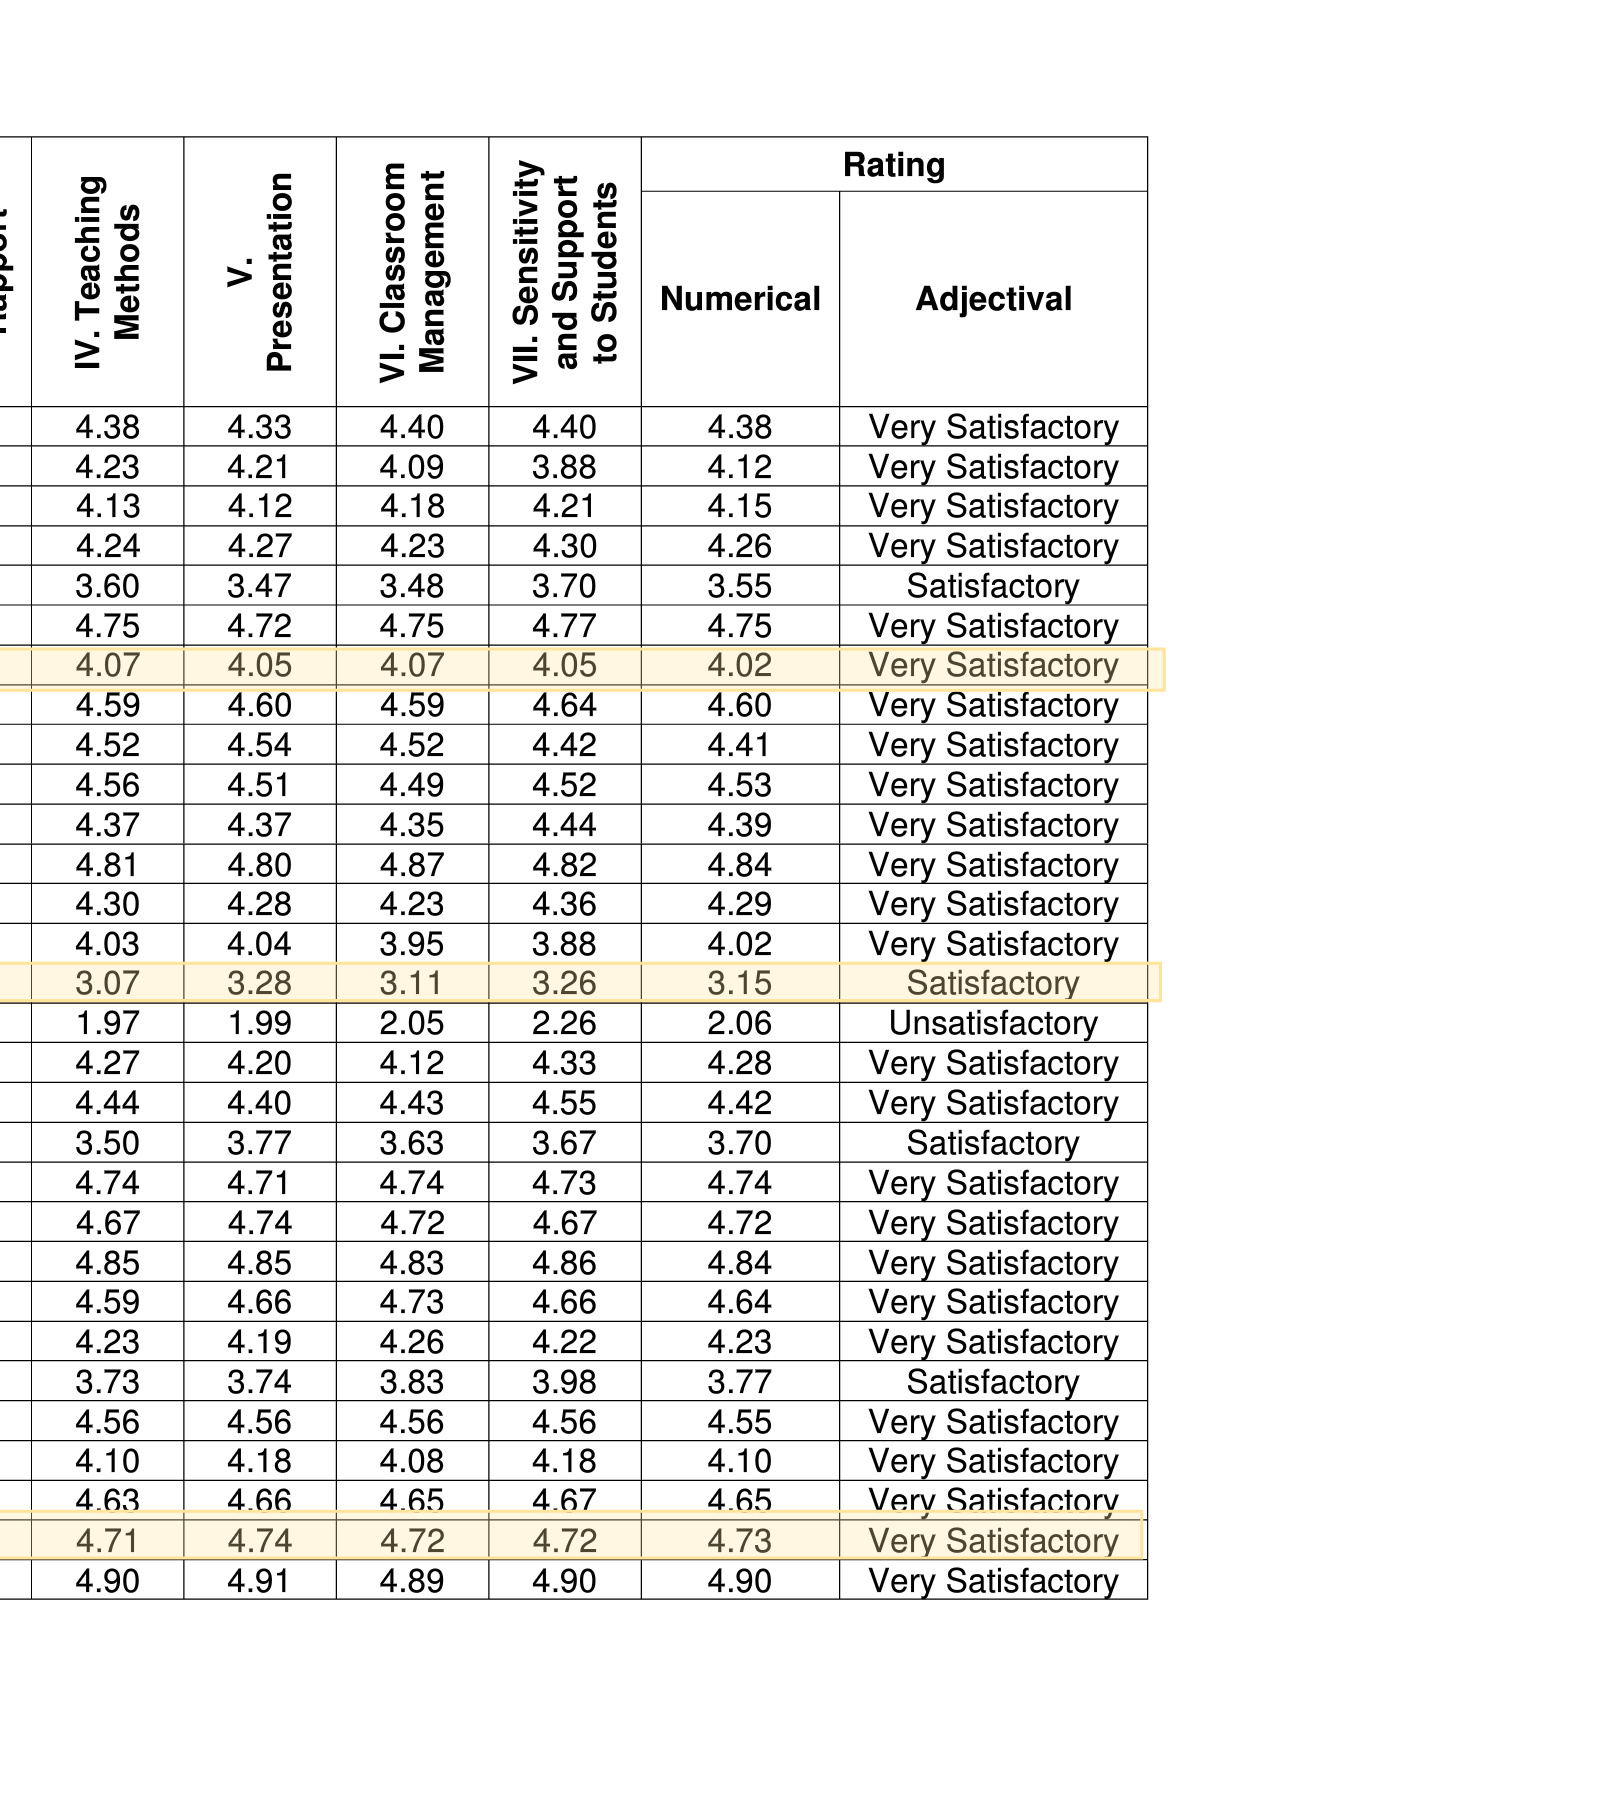 Rapport
IV. Teaching
Methods
V.
Presentation
VI. Classroom
Management
VII. Sensitivity
and Support
to Students
Rating
Numerical
Adjectival
4.38 4.33 4.40 4.40 4.38 Very Satisfactory
4.23 4.21 4.09 3.88 4.12 Very Satisfactory
4.13 4.12 4.18 4.21 4.15 Very Satisfactory
4.24 4.27 4.23 4.30 4.26 Very Satisfactory
3.60 3.47 3.48 3.70 3.55 Satisfactory
4.75 4.72 4.75 4.77 4.75 Very Satisfactory
4.07 4.05 4.07 4.05 4.02 Very Satisfactory
4.59 4.60 4.59 4.64 4.60 Very Satisfactory
4.52 4.54 4.52 4.42 4.41 Very Satisfactory
4.56 4.51 4.49 4.52 4.53 Very Satisfactory
4.37 4.37 4.35 4.44 4.39 Very Satisfactory
4.81 4.80 4.87 4.82 4.84 Very Satisfactory
4.30 4.28 4.23 4.36 4.29 Very Satisfactory
4.03 4.04 3.95 3.88 4.02 Very Satisfactory
3.07 3.28 3.11 3.26 3.15 Satisfactory
1.97 1.99 2.05 2.26 2.06 Unsatisfactory
4.27 4.20 4.12 4.33 4.28 Very Satisfactory
4.44 4.40 4.43 4.55 4.42 Very Satisfactory
3.50 3.77 3.63 3.67 3.70 Satisfactory
4.74 4.71 4.74 4.73 4.74 Very Satisfactory
4.67 4.74 4.72 4.67 4.72 Very Satisfactory
4.85 4.85 4.83 4.86 4.84 Very Satisfactory
4.59 4.66 4.73 4.66 4.64 Very Satisfactory
4.23 4.19 4.26 4.22 4.23 Very Satisfactory
3.73 3.74 3.83 3.98 3.77 Satisfactory
4.56 4.56 4.56 4.56 4.55 Very Satisfactory
4.10 4.18 4.08 4.18 4.10 Very Satisfactory
4.63 4.66 4.65 4.67 4.65 Very Satisfactory
4.71 4.74 4.72 4.72 4.73 Very Satisfactory
4.90 4.91 4.89 4.90 4.90 Very Satisfactory